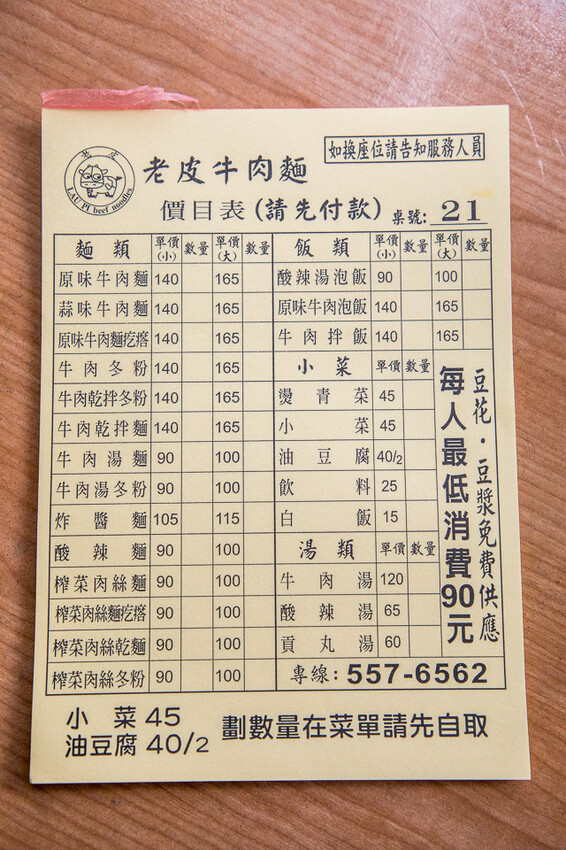 如換座位請告知服務人員
老皮
LAU PI beef noodles
老皮牛肉麵
價目表(請先付款) 桌號: 21
麵類 單價(小) 數量 單價(大) 數量
原味牛肉麵 140 165
蒜味牛肉麵 140 165
原味牛肉麵疙瘩 140 165
牛肉冬粉 140 165
牛肉乾拌冬粉 140 165
牛肉乾拌麵 140 165
牛肉湯麵 90 100
牛肉湯冬粉 90 100
炸醬麵 105 115
酸辣麵 90 100
榨菜肉絲麵 90 100
榨菜肉絲麵疙瘩 90 100
榨菜肉絲乾麵 90 100
榨菜肉絲冬粉 90 100
飯類 單價(小) 數量 單價(大) 數量
酸辣湯泡飯 90 100
原味牛肉泡飯 140 165
牛肉拌飯 140 165
小菜 單價 數量
燙青菜 45
小菜 45
油豆腐 40/2
飲料 25
白飯 15
湯類 單價 數量
牛肉湯 120
酸辣湯 65
貢丸湯 60
豆花．豆漿免費供應
每人最低消費90元
專線：557-6562
小菜 45
油豆腐 40/2
劃數量在菜單請先自取